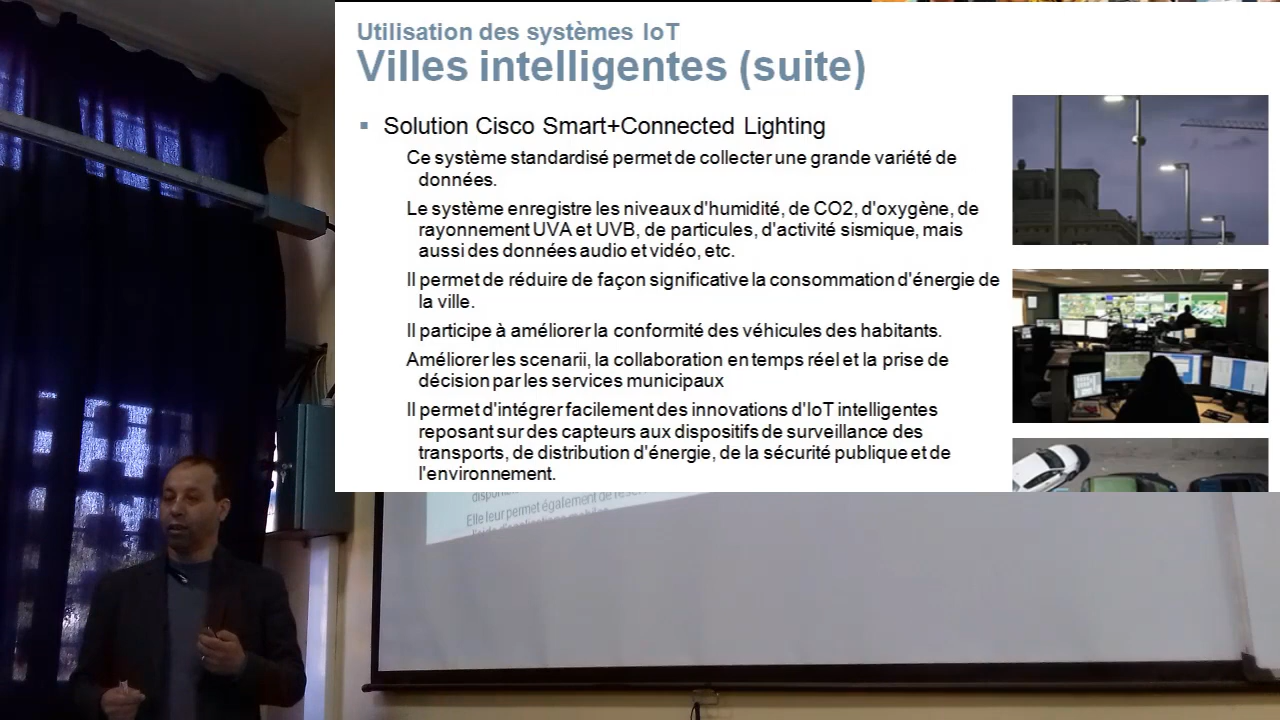 Utilisation des systèmes IoT
Villes intelligentes (suite)
Solution Cisco Smart+Connected Lighting
Ce système standardisé permet de collecter une grande variété de
données.
Le système enregistre les niveaux d'humidité, de CO2, d'oxygène, de
rayonnement UVA et UVB, de particules, d'activité sismique, mais
aussi des données audio et vidéo, etc.
Il permet de réduire de façon significative la consommation d'énergie de
la ville.
Il participe à améliorer la conformité des véhicules des habitants.
Améliorer les scenarii, la collaboration en temps réel et la prise de
décision par les services municipaux
Il permet d'intégrer facilement des innovations d'IoT intelligentes
reposant sur des capteurs aux dispositifs de surveillance des
transports, de distribution d'énergie, de la sécurité publique et de
l'environnement.
Elle leur permet également de